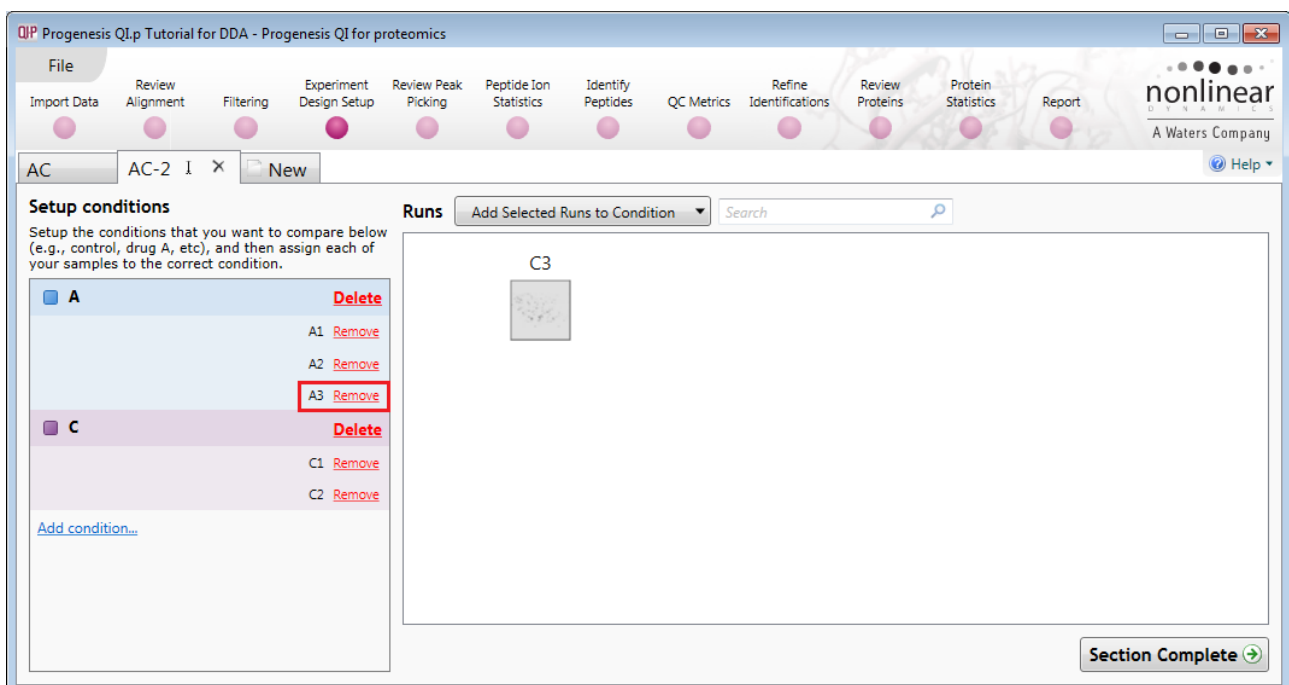 QI.P Progenesis QI.p Tutorial for DDA - Progenesis QI for proteomics
File
Import Data
Review
Alignment
Filtering
Experiment
Design Setup
Review Peak
Picking
Peptide Ion
Statistics
Identify
Peptides
QC Metrics
Refine
Identifications
Review
Proteins
Protein
Statistics
Report
nonlinear
DYNAMICS
A Waters Company
AC
AC-2
New
Help
Setup conditions
Setup the conditions that you want to compare below
(e.g., control, drug A, etc), and then assign each of
your samples to the correct condition.
A Delete
A1 Remove
A2 Remove
A3 Remove
C Delete
C1 Remove
C2 Remove
Add condition...
Runs Add Selected Runs to Condition Search
C3
Section Complete